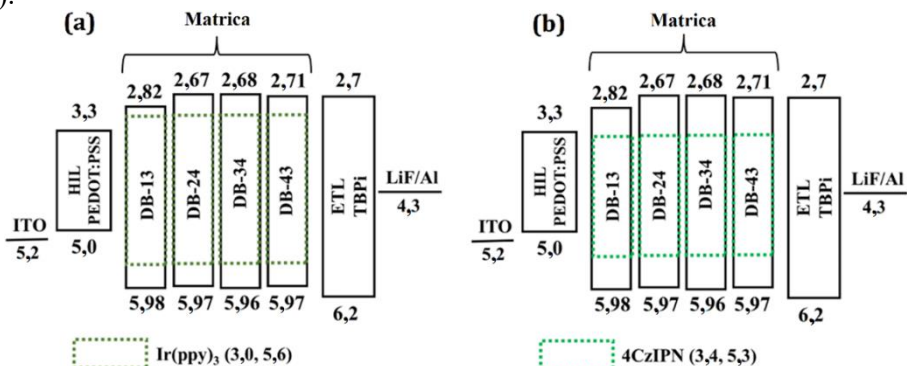 ).
(a)
Matrica
2,82 2,67 2,68 2,71 2,7
3,3
HIL
PEDOT:PSS
DB-13
DB-24
DB-34
DB-43
ETL
TBPi
LiF/Al
4,3
ITO
5,2
5,0
5,98 5,97 5,96 5,97
6,2
Ir(ppy)3 (3,0, 5,6)
(b)
Matrica
2,82 2,67 2,68 2,71 2,7
3,3
HIL
PEDOT:PSS
DB-13
DB-24
DB-34
DB-43
ETL
TBPi
LiF/Al
4,3
ITO
5,2
5,0
5,98 5,97 5,96 5,97
6,2
4CzIPN (3,4, 5,3)